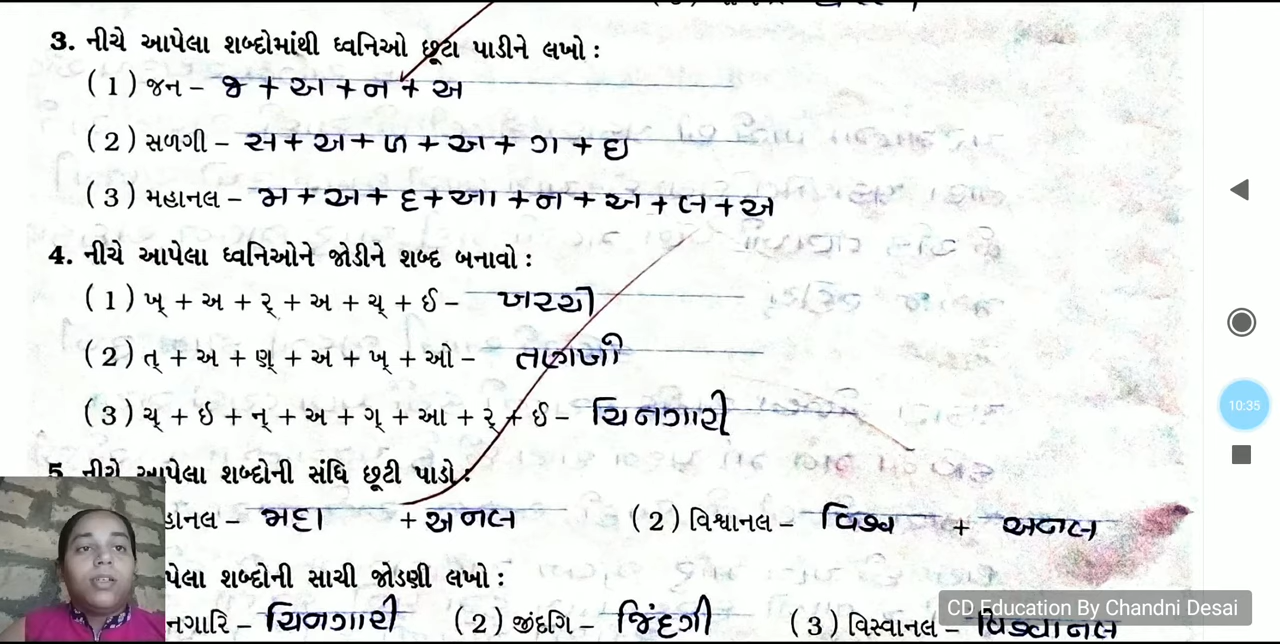 3. નીચે આપેલા શબ્દોમાંથી ધ્વનિઓ છૂટા પાડીને લખો :
(1) જન – જ + અ + ન + અ
(2) સળગી – સ + અ + ળ + અ + ગ + ઇ
(3) મહાનલ – મ + અ + હ + આ + ન + અ + લ + અ
4. નીચે આપેલા ધ્વનિઓને જોડીને શબ્દ બનાવો :
(1) ખ્ + અ + ર્ + અ + ચ્ + ઈ – ખરચી
(2) ત્ + અ + ણ્ + અ + ખ્ + ઓ –
(3) ચ્ + ઇ + ન્ + અ + ગ્ + આ + ર્ + ઈ – ચિનગારી
5. નીચે આપેલા શબ્દોની સંધિ છૂટી પાડો :
હાનલ – મહા + અનલ (2) વિશ્વાનલ – વિશ્વ + અનલ
પેલા શબ્દોની સાચી જોડણી લખો :
નગારિ – ચિનગારી (2) જીંદગિ – જિંદગી (3) વિસ્વાનલ – વિશ્વાનલ
10:35
CD Education By Chandni Desai